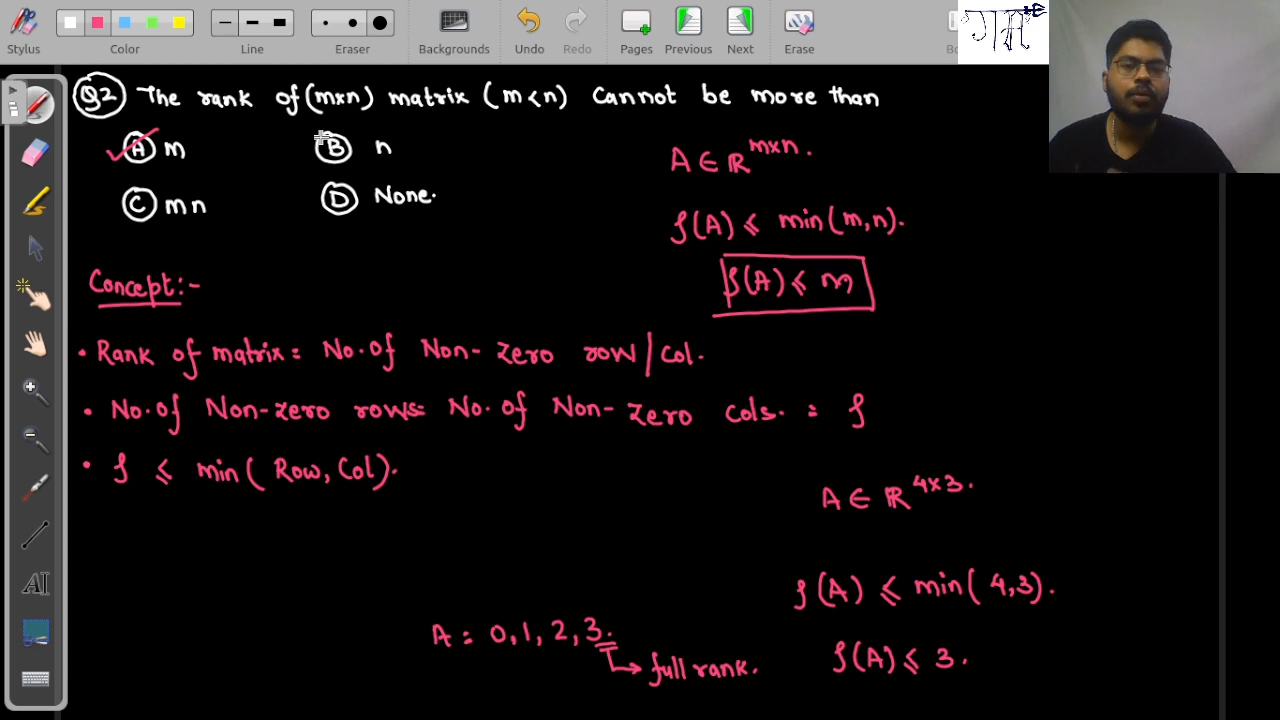 Stylus Color Line Eraser Backgrounds Undo Redo Pages Previous Next Erase
Q2 The rank of (m×n) matrix (m<n) Cannot be more than
A m B n
C mn D None.
A ∈ ℝ^m×n.
ρ(A) ⩽ min(m,n).
ρ(A) ⩽ m
Concept:-
• Rank of matrix = No. of Non-zero row/Col.
• No. of Non-zero rows = No. of Non-zero cols. = ρ
• ρ ⩽ min( Row, Col).
A ∈ ℝ^4×3.
ρ(A) ⩽ min( 4,3).
A = 0, 1, 2, 3.
→ full rank.
ρ(A) ⩽ 3.